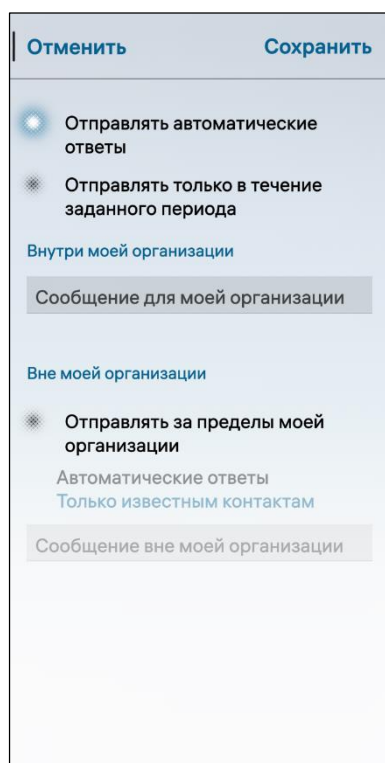 Отменить Сохранить
Отправлять автоматические
ответы
Отправлять только в течение
заданного периода
Внутри моей организации
Сообщение для моей организации
Вне моей организации
Отправлять за пределы моей
организации
Автоматические ответы
Только известным контактам
Сообщение вне моей организации